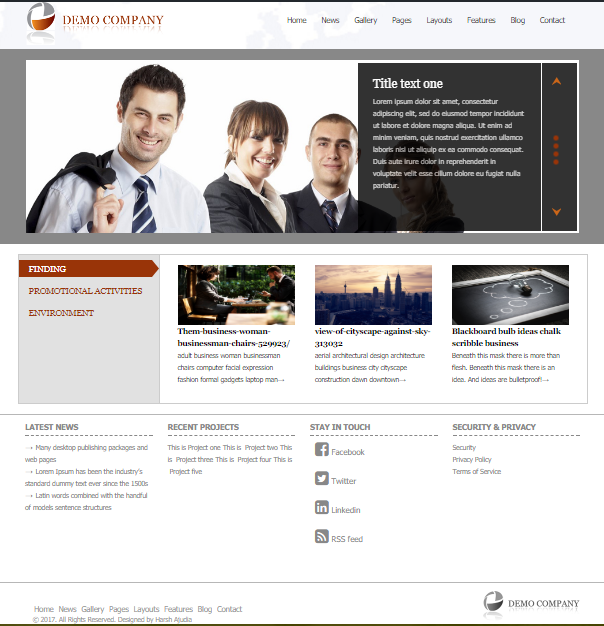 DEMO COMPANY
Home News Gallery Pages Layouts Features Blog Contact
Title text one
Lorem ipsum dolor sit amet, consectetur
adipiscing elit, sed do eiusmod tempor incididunt
ut labore et dolore magna aliqua. Ut enim ad
minim veniam, quis nostrud exercitation ullamco
laboris nisi ut aliquip ex ea commodo consequat.
Duis aute irure dolor in reprehenderit in
voluptate velit esse cillum dolore eu fugiat nulla
pariatur.
FINDING
PROMOTIONAL ACTIVITIES
ENVIRONMENT
Them-business-woman-
businessman-chairs-529923/
adult business woman businessman
chairs computer facial expression
fashion formal gadgets laptop man→
view-of-cityscape-against-sky-
313032
aerial architectural design architecture
buildings business city cityscape
construction dawn downtown→
Blackboard bulb ideas chalk
scribble business
Beneath this mask there is more than
flesh. Beneath this mask there is an
idea. And ideas are bulletproof!→
LATEST NEWS
→ Many desktop publishing packages and
web pages
→ Lorem Ipsum has been the industry's
standard dummy text ever since the 1500s
→ Latin words combined with the handful
of models sentence structures
RECENT PROJECTS
This is Project one This is Project two This
is Project three This is Project four This is
Project five
STAY IN TOUCH
Facebook
Twitter
Linkedin
RSS feed
SECURITY & PRIVACY
Security
Privacy Policy
Terms of Service
Home News Gallery Pages Layouts Features Blog Contact
© 2017. All Rights Reserved. Designed by Harsh Ajudia
DEMO COMPANY